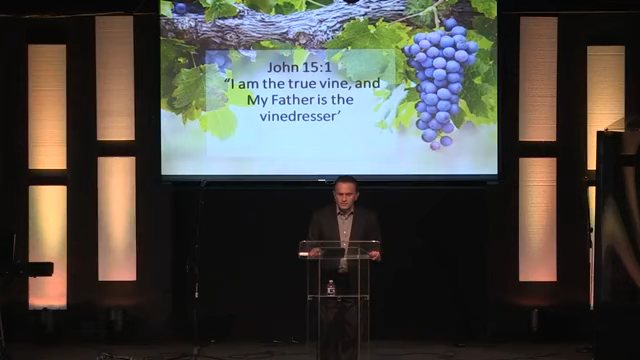 John 15:1
“I am the true vine, and
My Father is the
vinedresser’